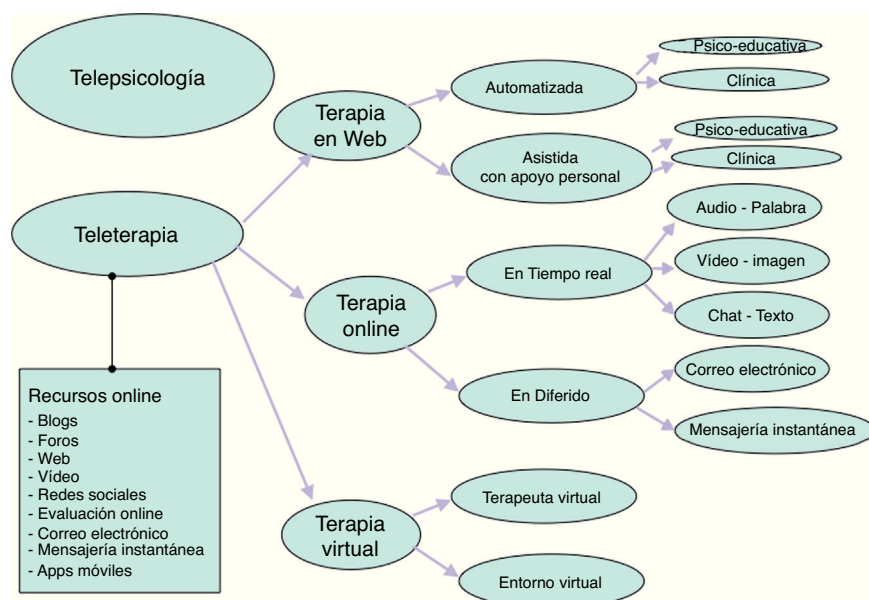 Telepsicología
Teleterapia
Recursos online
- Blogs
- Foros
- Web
- Vídeo
- Redes sociales
- Evaluación online
- Correo electrónico
- Mensajería instantánea
- Apps móviles
Terapia
en Web
Automatizada
Psico-educativa
Clínica
Asistida
con apoyo personal
Psico-educativa
Clínica
Terapia
online
En Tiempo real
Audio - Palabra
Vídeo - imagen
Chat - Texto
En Diferido
Correo electrónico
Mensajería instantánea
Terapia
virtual
Terapeuta virtual
Entorno virtual